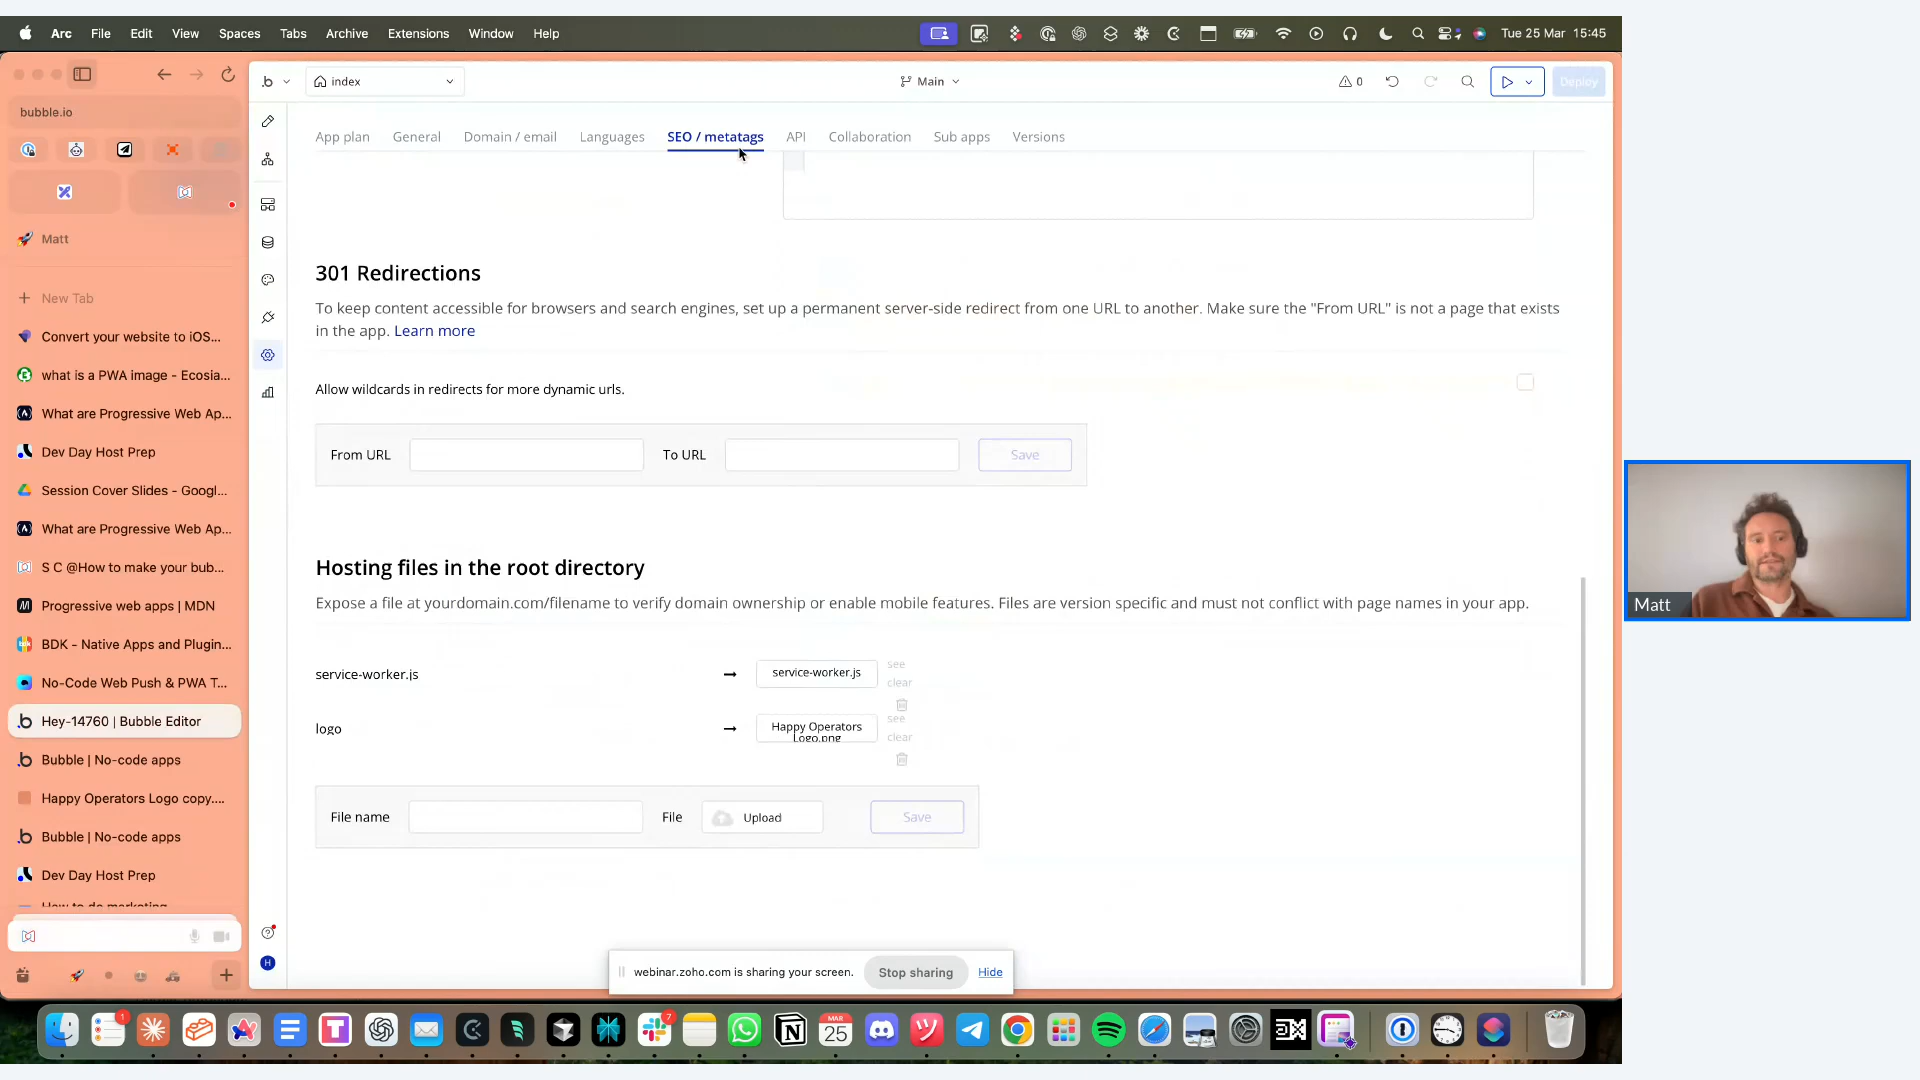 Arc File Edit View Spaces Tabs Archive Extensions Window Help
Tue 25 Mar 15:45
bubble.io
Matt
New Tab
Convert your website to iOS...
what is a PWA image - Ecosia...
What are Progressive Web Ap...
Dev Day Host Prep
Session Cover Slides - Googl...
What are Progressive Web Ap...
S C @How to make your bub...
Progressive web apps | MDN
BDK - Native Apps and Plugin...
No-Code Web Push & PWA T...
Hey-14760 | Bubble Editor
Bubble | No-code apps
Happy Operators Logo copy....
Bubble | No-code apps
Dev Day Host Prep
How to do marketing
index
Main
0
Deploy
App plan General Domain / email Languages SEO / metatags API Collaboration Sub apps Versions
301 Redirections
To keep content accessible for browsers and search engines, set up a permanent server-side redirect from one URL to another. Make sure the "From URL" is not a page that exists
in the app. Learn more
Allow wildcards in redirects for more dynamic urls.
From URL To URL Save
Hosting files in the root directory
Expose a file at yourdomain.com/filename to verify domain ownership or enable mobile features. Files are version specific and must not conflict with page names in your app.
service-worker.js → service-worker.js
see
clear
logo → Happy Operators
Logo.png
see
clear
File name File Upload Save
H
webinar.zoho.com is sharing your screen. Stop sharing Hide
Matt
1
7
MAR
25